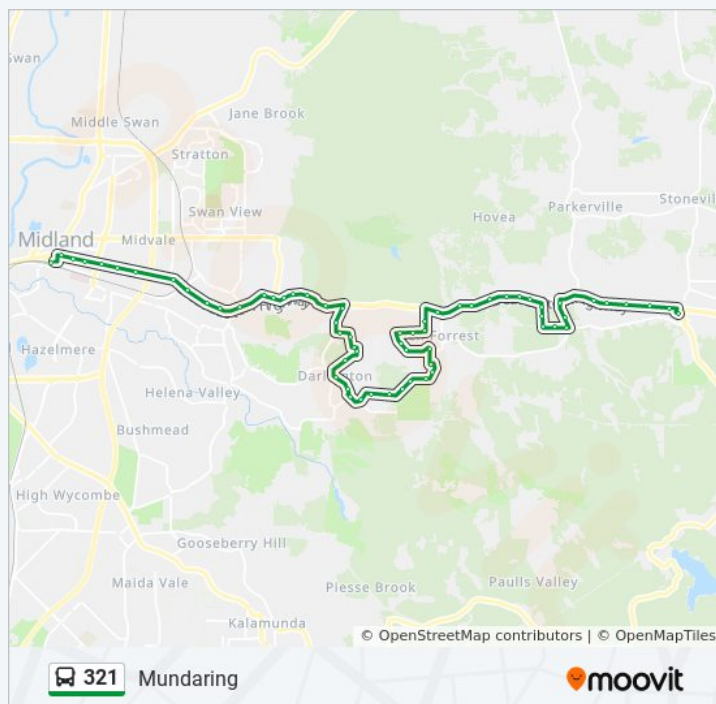 Swan
Jane Brook
Middle Swan
Stratton
Stonevil
Parkerville
Swan View
Hovea
Midland
Midvale
Forrest
Hazelmere
Darlington
Helena Valley
Bushmead
High Wycombe
Gooseberry Hill
Maida Vale
Piesse Brook
Paulls Valley
Kalamunda
© OpenStreetMap contributors | © OpenMapTiles
321 Mundaring
moovit